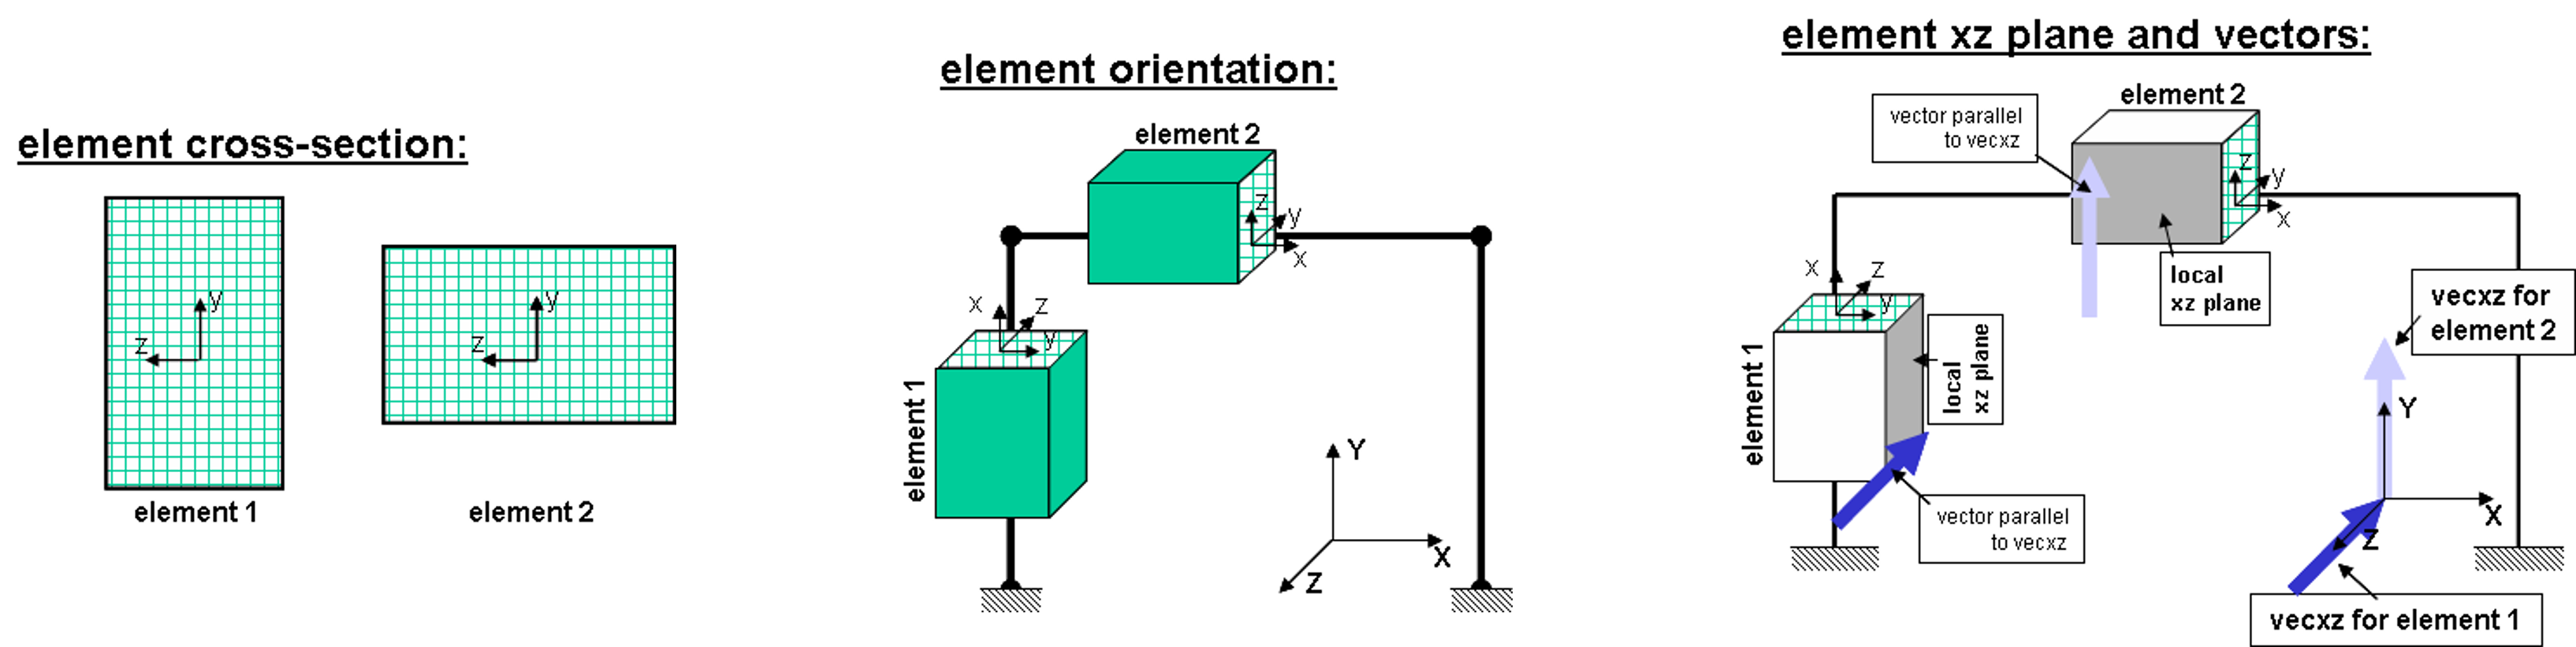 element cross-section:
y
z
element 1
y
z
element 2
element orientation:
element 2
z
y
x
x
z
y
element 1
Y
X
Z
element xz plane and vectors:
element 2
vector parallel
to vecxz
z
y
x
local
xz plane
x
z
y
element 1
local
xz plane
vector parallel
to vecxz
vecxz for
element 2
Y
X
Z
vecxz for element 1